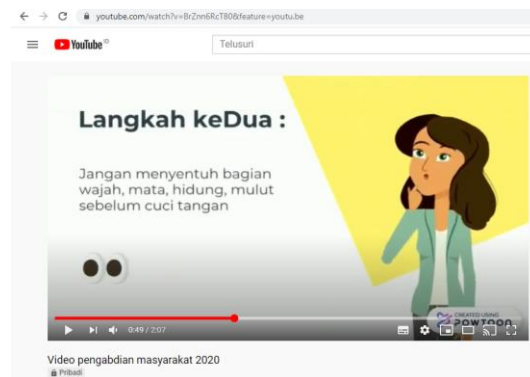 youtube.com/watch?v=BrZnn6RcT80&feature=youtu.be
YouTube ID
Telusuri
Langkah keDua :
Jangan menyentuh bagian
wajah, mata, hidung, mulut
sebelum cuci tangan
CREATED USING
POWTOON
0:49 / 2:07
Video pengabdian masyarakat 2020
Pribadi